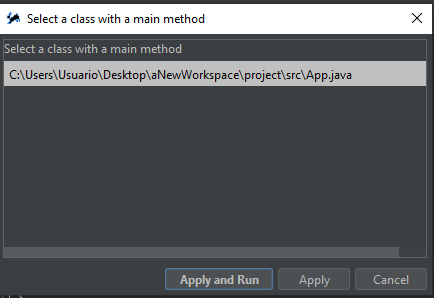 Select a class with a main method
Select a class with a main method
C:\Users\Usuario\Desktop\aNewWorkspace\project\src\App.java
Apply and Run Apply Cancel